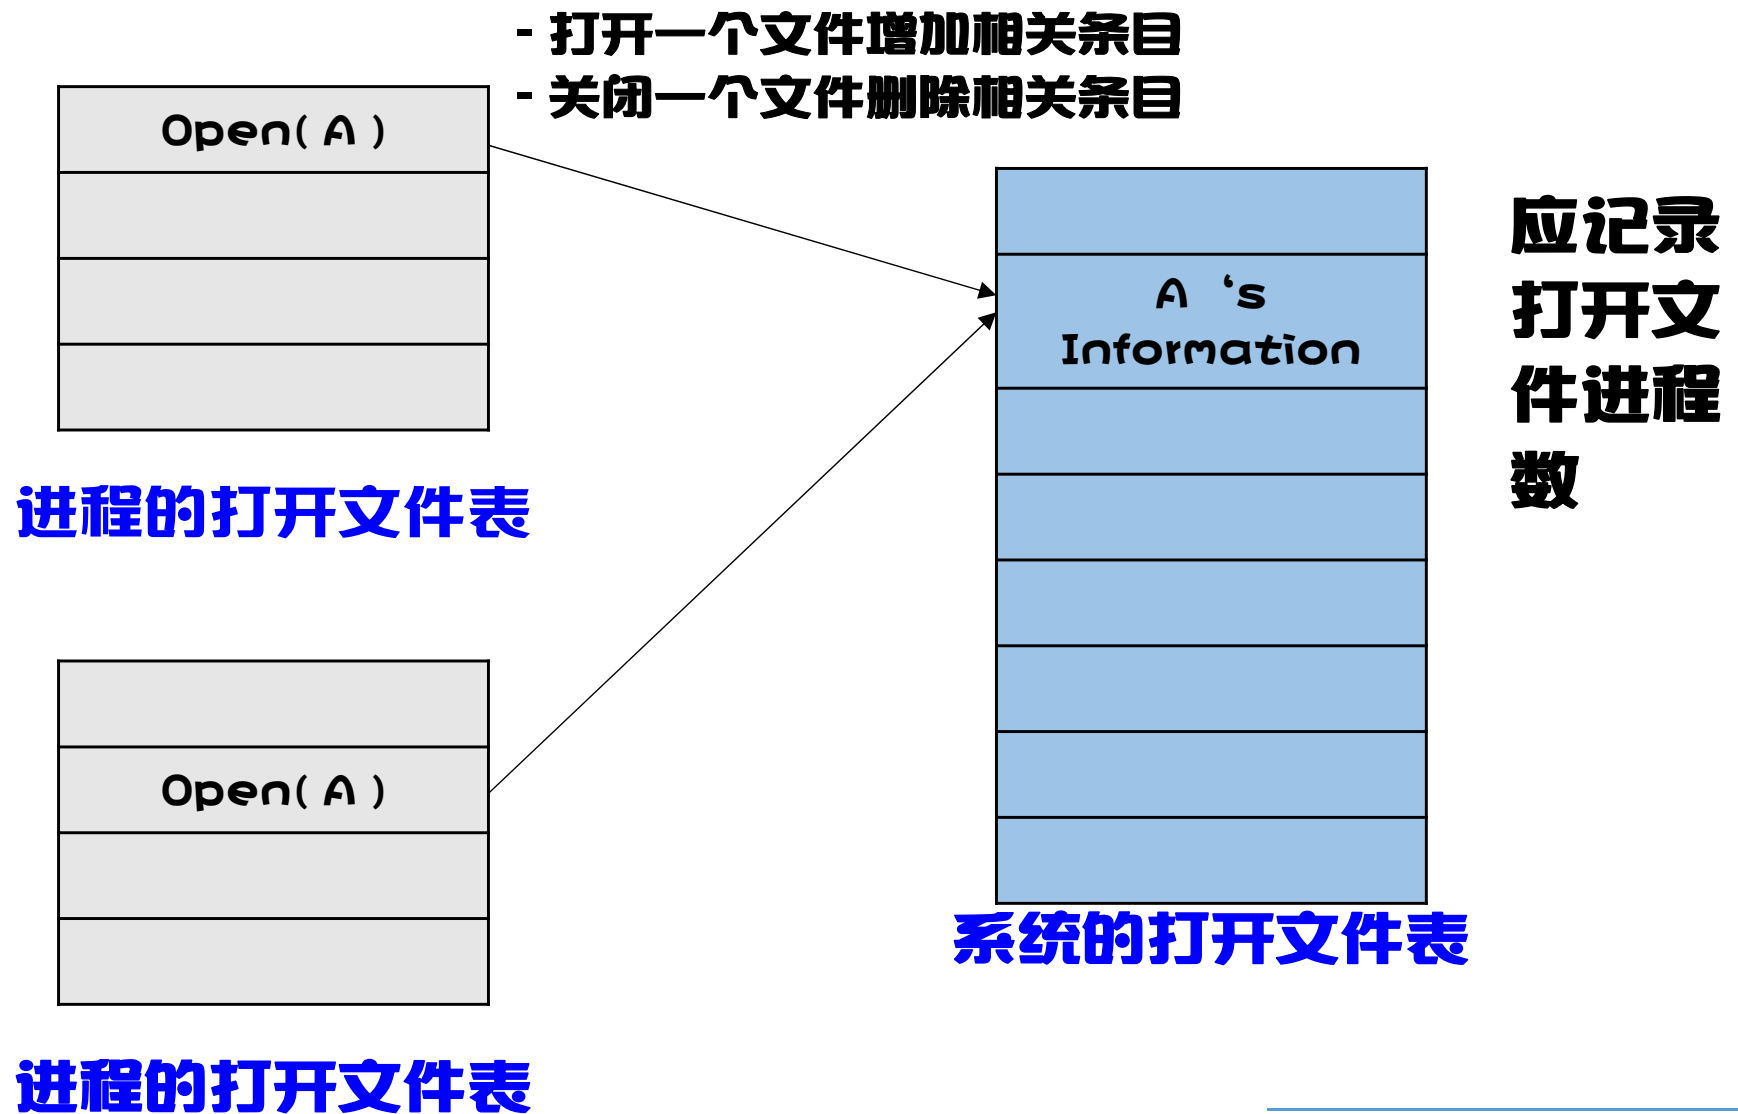 - 打开一个文件增加相关条目
- 关闭一个文件删除相关条目
Open( A )
A ‘s
Information
应记录
打开文
件进程
数
进程的打开文件表
Open( A )
系统的打开文件表
进程的打开文件表